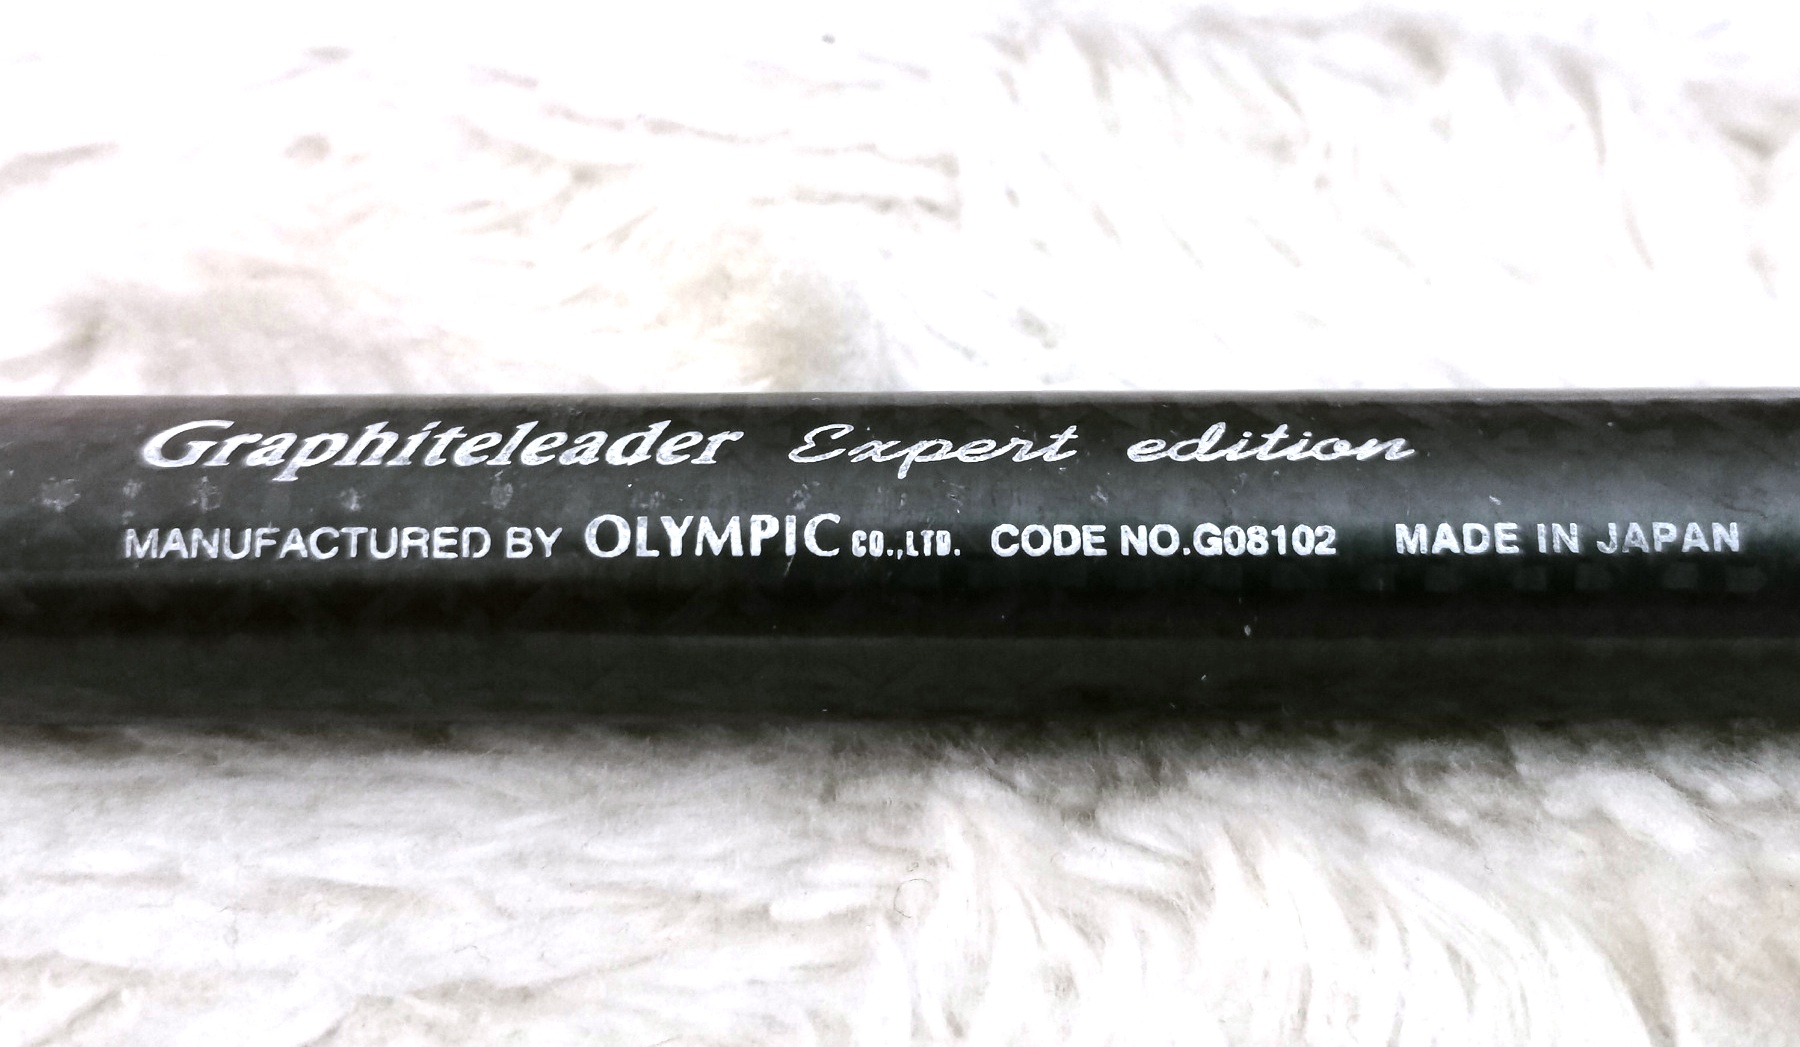 Graphiteleader Expert edition
MANUFACTURED BY OLYMPIC CO.,LTD. CODE NO.G08102 MADE IN JAPAN